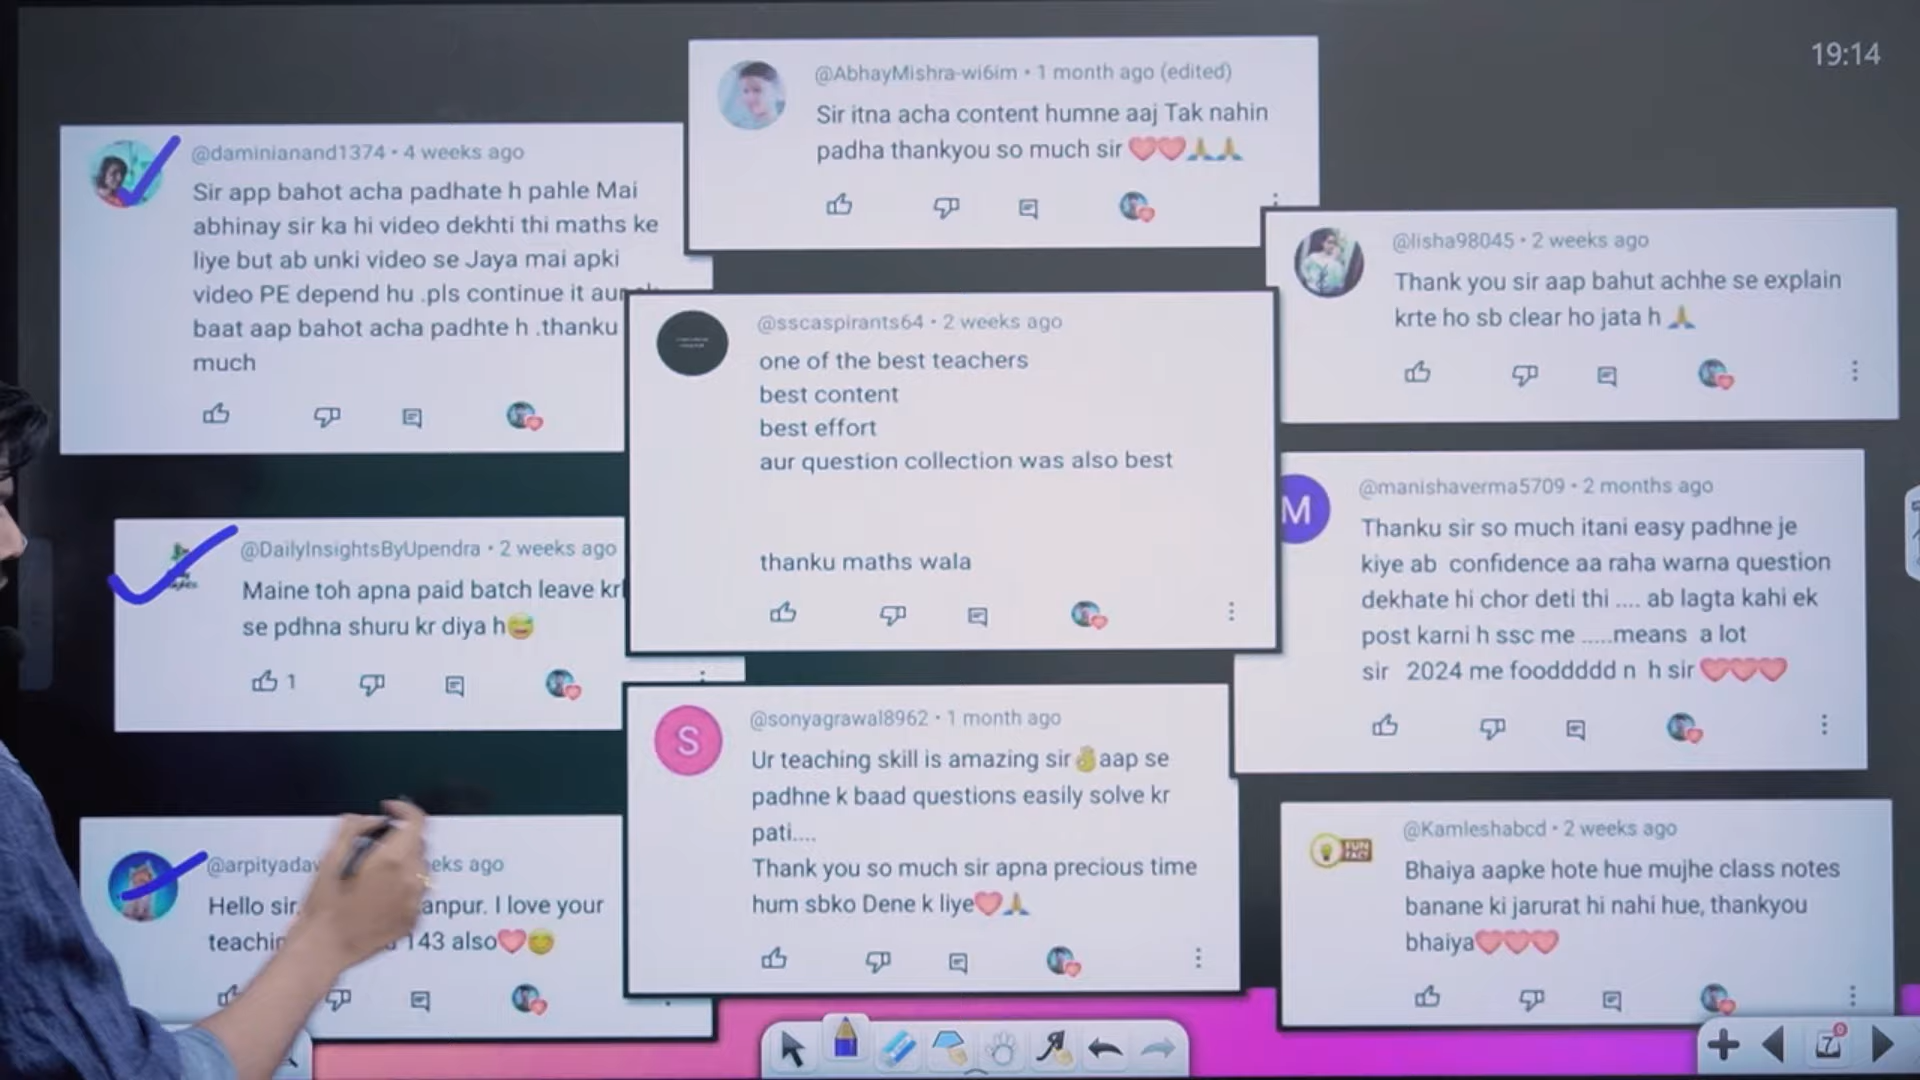 19:14
@AbhayMishra-wi6im • 1 month ago (edited)
Sir itna acha content humne aaj Tak nahin
padha thankyou so much sir ❤️❤️🙏🙏
@daminianand1374 • 4 weeks ago
Sir app bahot acha padhate h pahle Mai
abhinay sir ka hi video dekhti thi maths ke
liye but ab unki video se Jaya mai apki
video PE depend hu .pls continue it aur
baat aap bahot acha padhte h .thanku
much
@lisha98045 • 2 weeks ago
Thank you sir aap bahut achhe se explain
krte ho sb clear ho jata h 🙏
@sscaspirants64 • 2 weeks ago
one of the best teachers
best content
best effort
aur question collection was also best
thanku maths wala
M
@manishaverma5709 • 2 months ago
Thanku sir so much itani easy padhne je
kiye ab confidence aa raha warna question
dekhate hi chor deti thi .... ab lagta kahi ek
post karni h ssc me .....means a lot
sir 2024 me fooddddd n h sir ❤️❤️❤️
@DailyInsightsByUpendra • 2 weeks ago
Maine toh apna paid batch leave
se pdhna shuru kr diya h😅
1
S
@sonyagrawal8962 • 1 month ago
Ur teaching skill is amazing sir👌aap se
padhne k baad questions easily solve kr
pati....
Thank you so much sir apna precious time
hum sbko Dene k liye❤️🙏
ago
Hello sir. I love your
143 also❤️😊
FUN
FACT
@Kamleshabcd • 2 weeks ago
Bhaiya aapke hote hue mujhe class notes
banane ki jarurat hi nahi hue, thankyou
bhaiya❤️❤️❤️
7